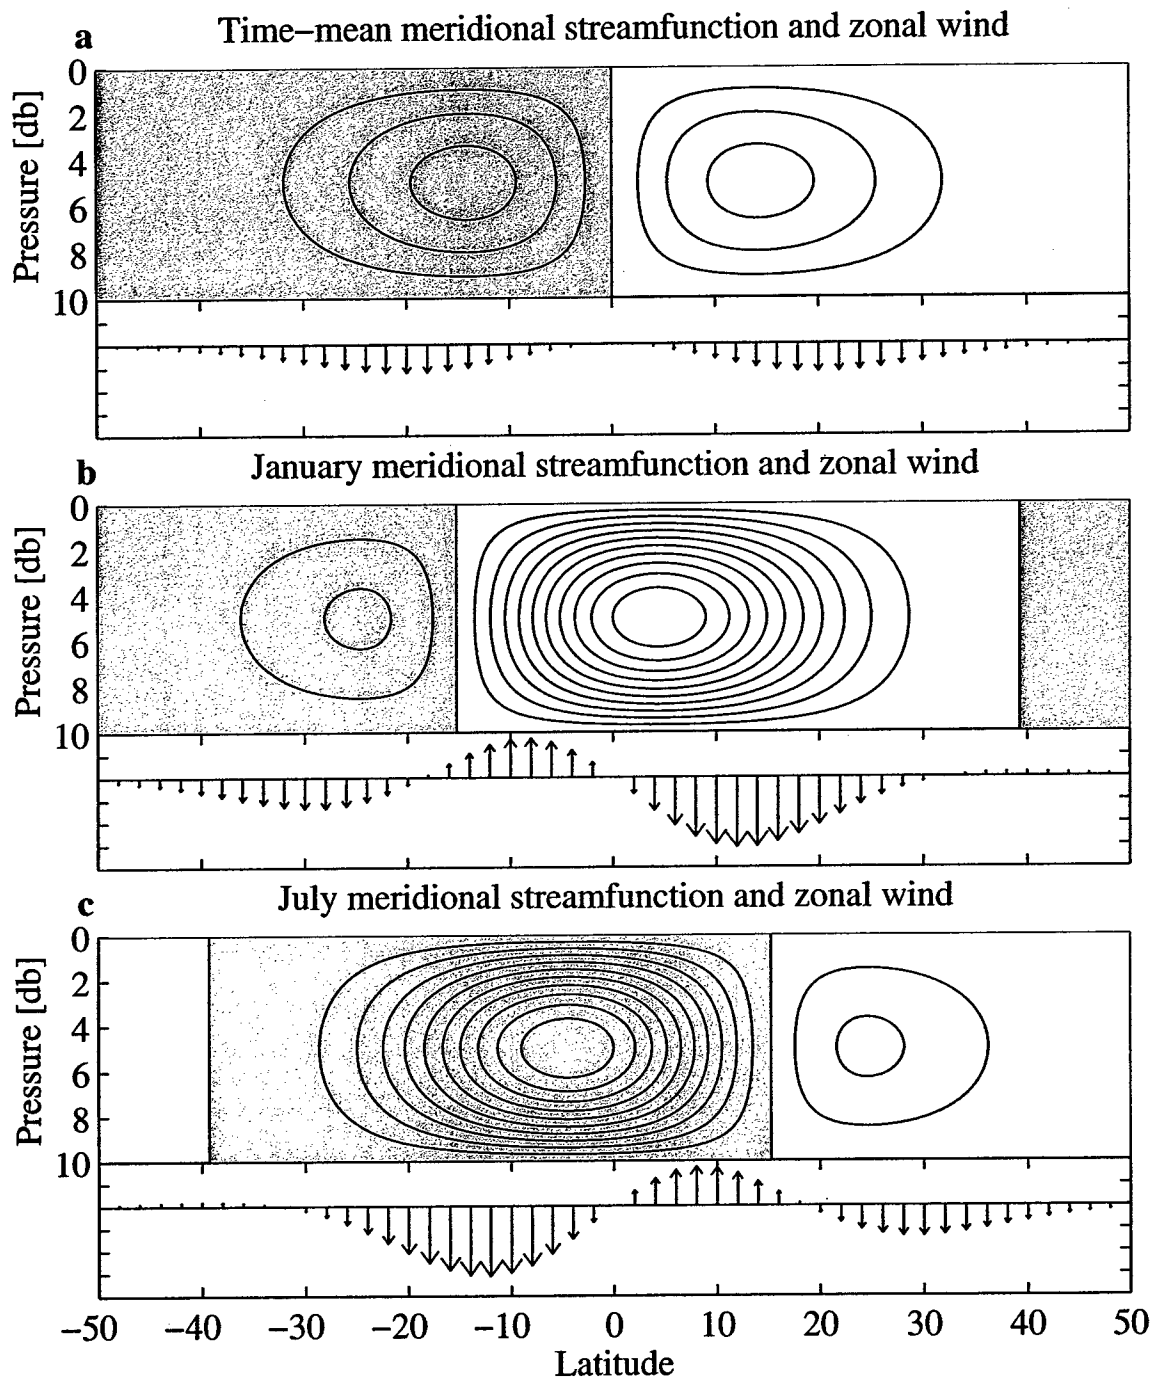 a Time–mean meridional streamfunction and zonal wind
0
2
4
6
8
10
Pressure [db]
b January meridional streamfunction and zonal wind
0
2
4
6
8
10
Pressure [db]
c July meridional streamfunction and zonal wind
0
2
4
6
8
10
Pressure [db]
−50 −40 −30 −20 −10 0 10 20 30 40 50
Latitude